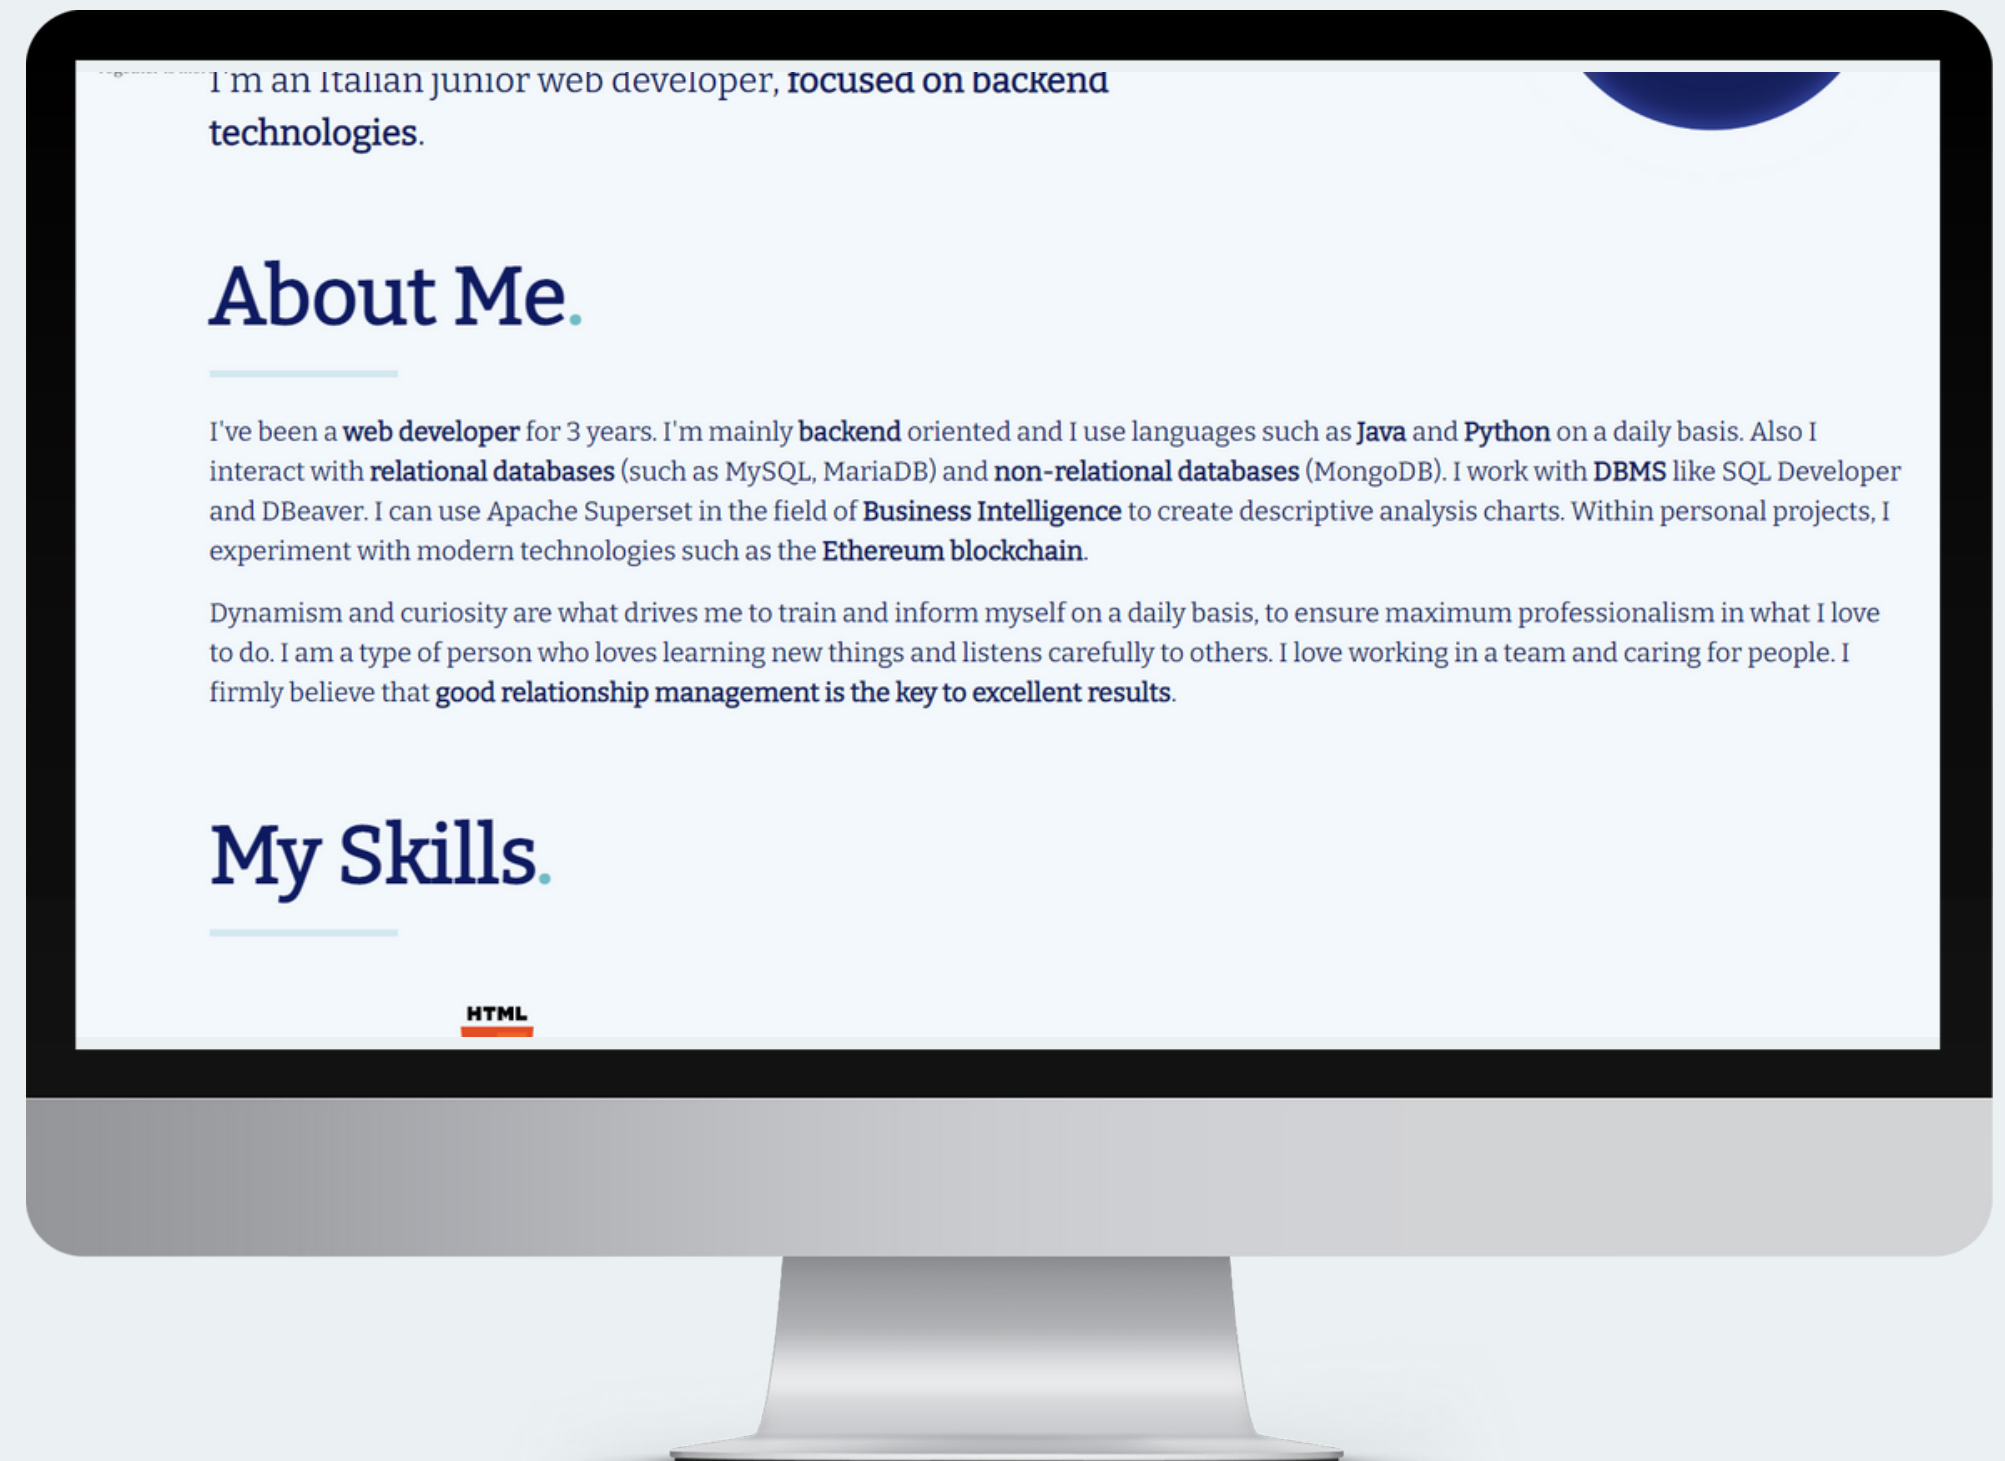 I'm an Italian junior web developer, focused on backend
technologies.
About Me.
I've been a web developer for 3 years. I'm mainly backend oriented and I use languages such as Java and Python on a daily basis. Also I
interact with relational databases (such as MySQL, MariaDB) and non-relational databases (MongoDB). I work with DBMS like SQL Developer
and DBeaver. I can use Apache Superset in the field of Business Intelligence to create descriptive analysis charts. Within personal projects, I
experiment with modern technologies such as the Ethereum blockchain.
Dynamism and curiosity are what drives me to train and inform myself on a daily basis, to ensure maximum professionalism in what I love
to do. I am a type of person who loves learning new things and listens carefully to others. I love working in a team and caring for people. I
firmly believe that good relationship management is the key to excellent results.
My Skills.
HTML